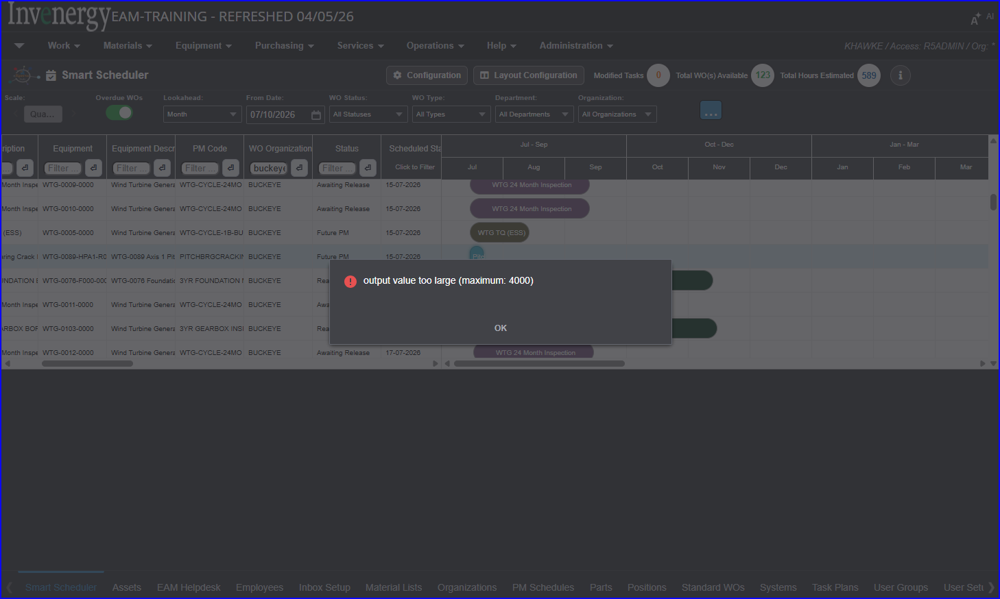 Invenergy EAM-TRAINING - REFRESHED 04/05/26
AI
Work Materials Equipment Purchasing Services Operations Help Administration KHAWKE / Access: R5ADMIN / Org: *
Smart Scheduler Configuration Layout Configuration Modified Tasks 0 Total WO(s) Available 123 Total Hours Estimated 589
Scale: Overdue WOs Lookahead: From Date: WO Status: WO Type: Department: Organization:
Qua... Month 07/10/2026 All Statuses All Types All Departments All Organizations ...
ription Equipment Equipment Descr PM Code WO Organization Status Scheduled Sta Jul - Sep Oct - Dec Jan - Mar
... Filter ... Filter ... Filter ... buckeye Filter ... Click to Filter Jul Aug Sep Oct Nov Dec Jan Feb Mar
Month Inspe WTG-0009-0000 Wind Turbine Genera WTG-CYCLE-24MO BUCKEYE Awaiting Release 15-07-2026 WTG 24 Month Inspection
Month Inspe WTG-0010-0000 Wind Turbine Genera WTG-CYCLE-24MO BUCKEYE Awaiting Release 15-07-2026 WTG 24 Month Inspection
(ESS) WTG-0005-0000 Wind Turbine Genera WTG-CYCLE-1B-BU BUCKEYE Future PM 15-07-2026 WTG TQ (ESS)
aring Crack I WTG-0089-HPA1-R0 WTG-0089 Axis 1 Pit PITCHBRGCRACKIN BUCKEYE Future PM 15-07-2026 Pitc
UNDATION E WTG-0076-F000-000 WTG-0076 Foundatio 3YR FOUNDATION M BUCKEYE Rea
Month Inspe WTG-0011-0000 Wind Turbine Genera WTG-CYCLE-24MO BUCKEYE Awa
ARBOX BOR WTG-0103-0000 Wind Turbine Genera 3YR GEARBOX INSI BUCKEYE Rea
Month Inspe WTG-0012-0000 Wind Turbine Genera WTG-CYCLE-24MO BUCKEYE Awaiting Release 17-07-2026 WTG 24 Month Inspection
output value too large (maximum: 4000)
OK
Smart Scheduler Assets EAM Helpdesk Employees Inbox Setup Material Lists Organizations PM Schedules Parts Positions Standard WOs Systems Task Plans User Groups User Setu